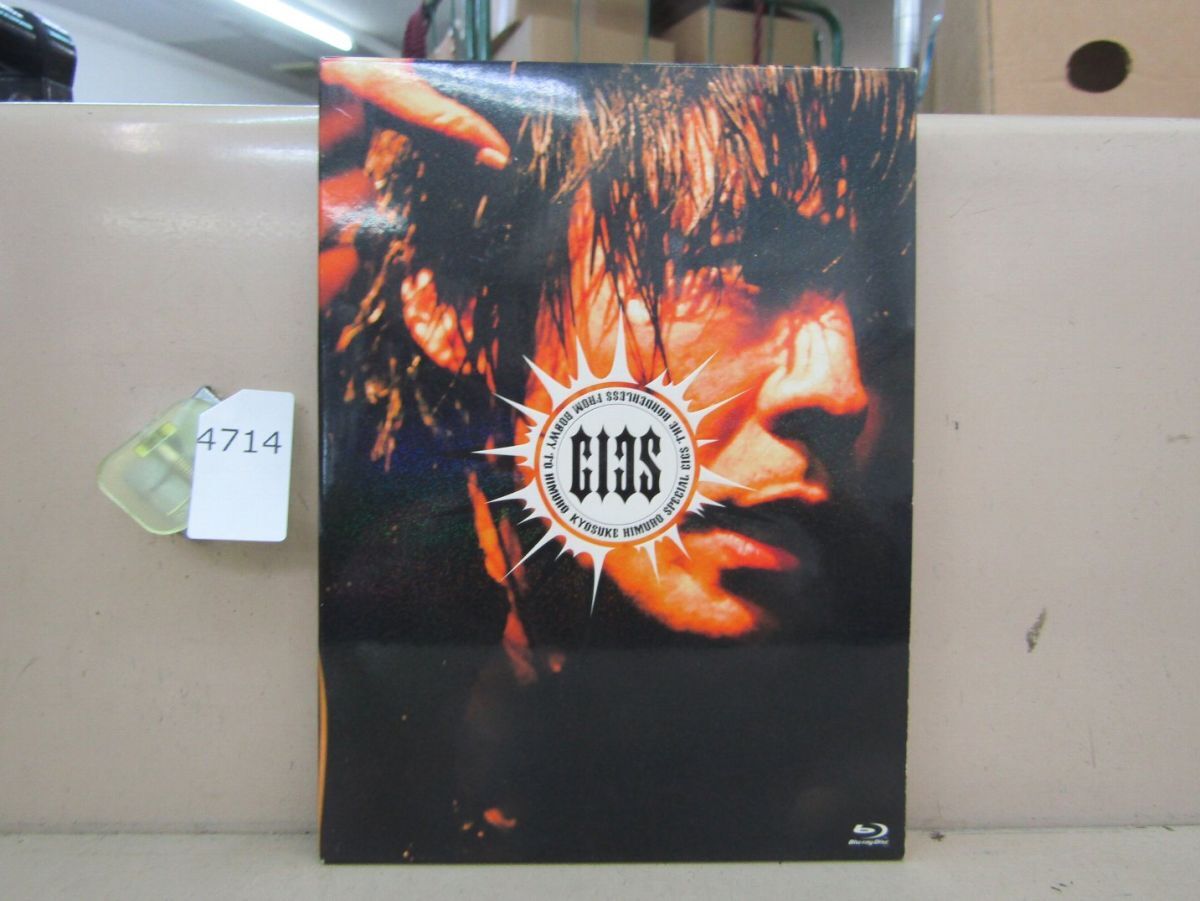 4714
GIGS
KYOSUKE HIMURO SPECIAL GIGS THE BORDERLESS FROM BOØWY TO HIMURO
Blu-ray Disc